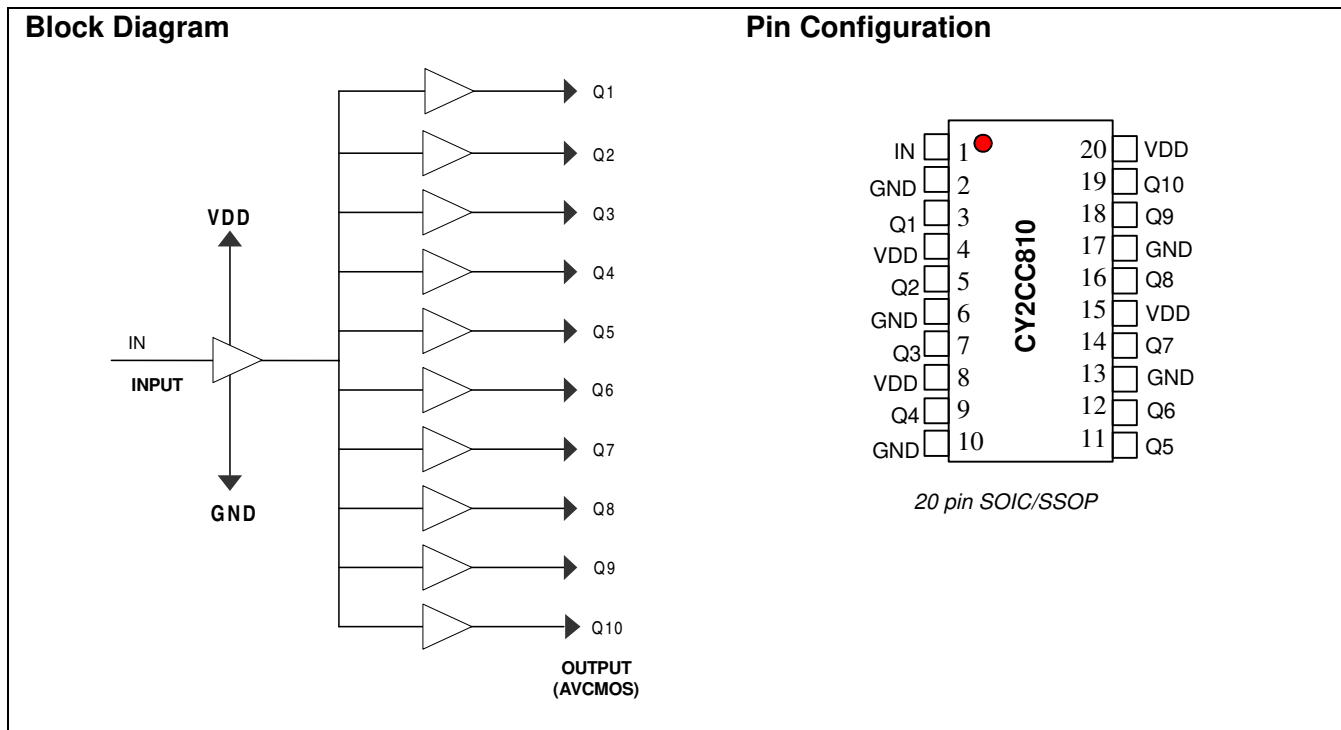 Block Diagram
Q1
Q2
Q3
Q4
Q5
Q6
Q7
Q8
Q9
Q10
VDD
IN
INPUT
GND
OUTPUT
(AVCMOS)
Pin Configuration
IN 1 20 VDD
GND 2 19 Q10
Q1 3 18 Q9
VDD 4 17 GND
Q2 5 16 Q8
GND 6 15 VDD
Q3 7 14 Q7
VDD 8 13 GND
Q4 9 12 Q6
GND 10 11 Q5
CY2CC810
20 pin SOIC/SSOP